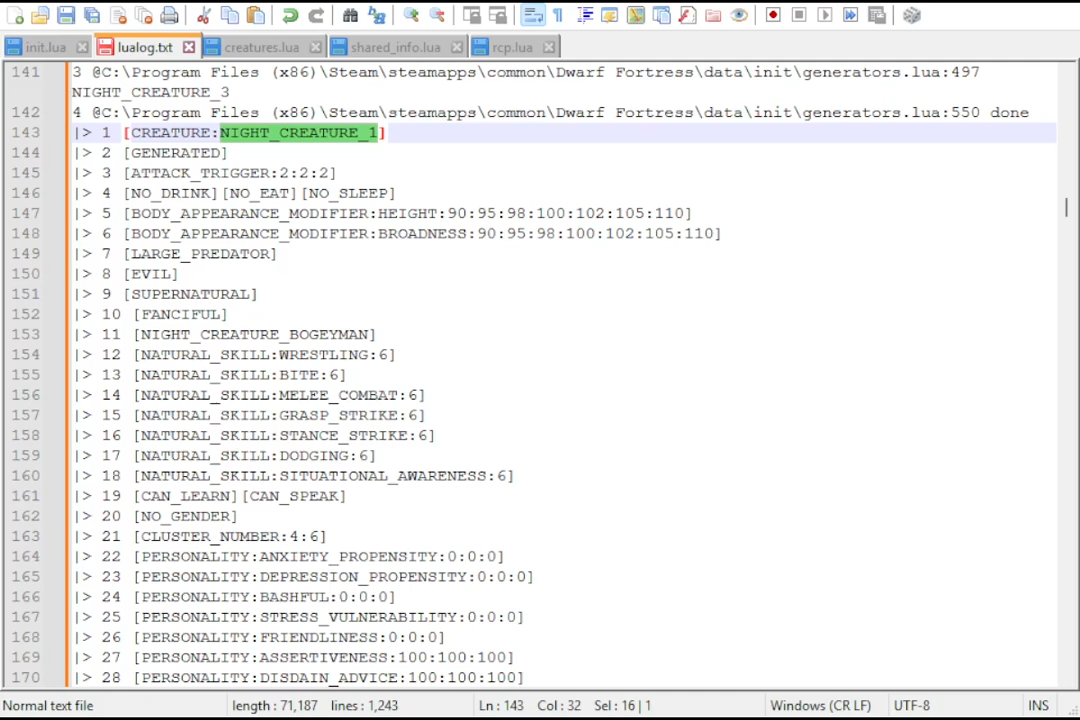 init.lua lualog.txt creatures.lua shared_info.lua rcp.lua
141 3 @C:\Program Files (x86)\Steam\steamapps\common\Dwarf Fortress\data\init\generators.lua:497
NIGHT_CREATURE_3
142 4 @C:\Program Files (x86)\Steam\steamapps\common\Dwarf Fortress\data\init\generators.lua:550 done
143 |> 1 [CREATURE:NIGHT_CREATURE_1]
144 |> 2 [GENERATED]
145 |> 3 [ATTACK_TRIGGER:2:2:2]
146 |> 4 [NO_DRINK][NO_EAT][NO_SLEEP]
147 |> 5 [BODY_APPEARANCE_MODIFIER:HEIGHT:90:95:98:100:102:105:110]
148 |> 6 [BODY_APPEARANCE_MODIFIER:BROADNESS:90:95:98:100:102:105:110]
149 |> 7 [LARGE_PREDATOR]
150 |> 8 [EVIL]
151 |> 9 [SUPERNATURAL]
152 |> 10 [FANCIFUL]
153 |> 11 [NIGHT_CREATURE_BOGEYMAN]
154 |> 12 [NATURAL_SKILL:WRESTLING:6]
155 |> 13 [NATURAL_SKILL:BITE:6]
156 |> 14 [NATURAL_SKILL:MELEE_COMBAT:6]
157 |> 15 [NATURAL_SKILL:GRASP_STRIKE:6]
158 |> 16 [NATURAL_SKILL:STANCE_STRIKE:6]
159 |> 17 [NATURAL_SKILL:DODGING:6]
160 |> 18 [NATURAL_SKILL:SITUATIONAL_AWARENESS:6]
161 |> 19 [CAN_LEARN][CAN_SPEAK]
162 |> 20 [NO_GENDER]
163 |> 21 [CLUSTER_NUMBER:4:6]
164 |> 22 [PERSONALITY:ANXIETY_PROPENSITY:0:0:0]
165 |> 23 [PERSONALITY:DEPRESSION_PROPENSITY:0:0:0]
166 |> 24 [PERSONALITY:BASHFUL:0:0:0]
167 |> 25 [PERSONALITY:STRESS_VULNERABILITY:0:0:0]
168 |> 26 [PERSONALITY:FRIENDLINESS:0:0:0]
169 |> 27 [PERSONALITY:ASSERTIVENESS:100:100:100]
170 |> 28 [PERSONALITY:DISDAIN_ADVICE:100:100:100]
Normal text file length : 71,187 lines : 1,243 Ln : 143 Col : 32 Sel : 16 | 1 Windows (CR LF) UTF-8 INS